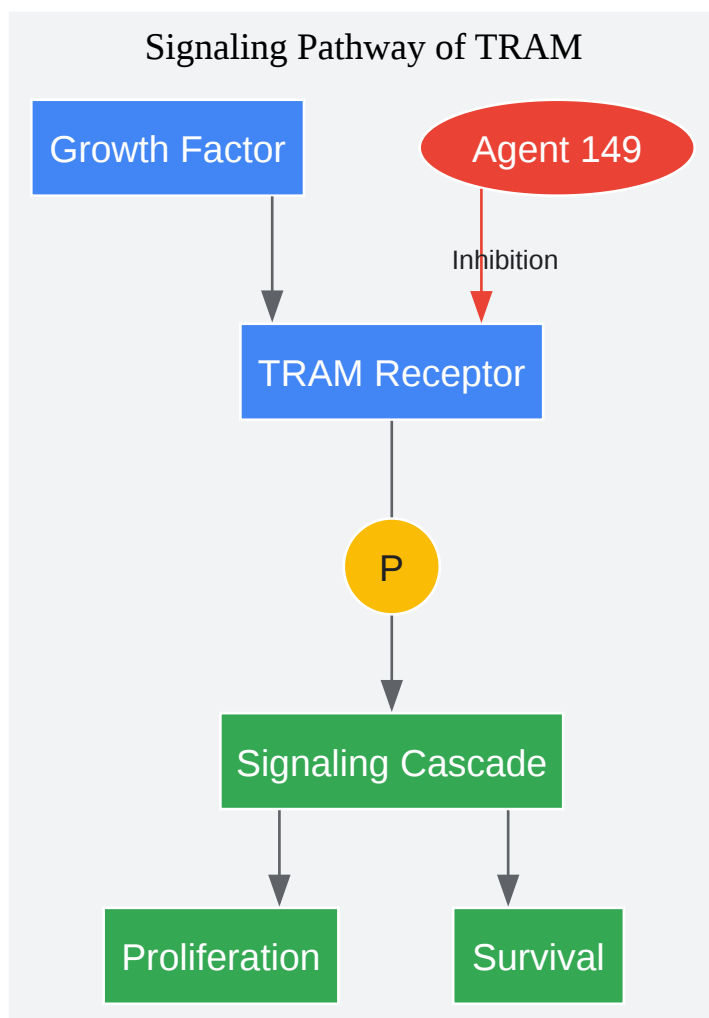 Signaling Pathway of TRAM
Growth Factor
Agent 149
Inhibition
TRAM Receptor
P
Signaling Cascade
Proliferation
Survival